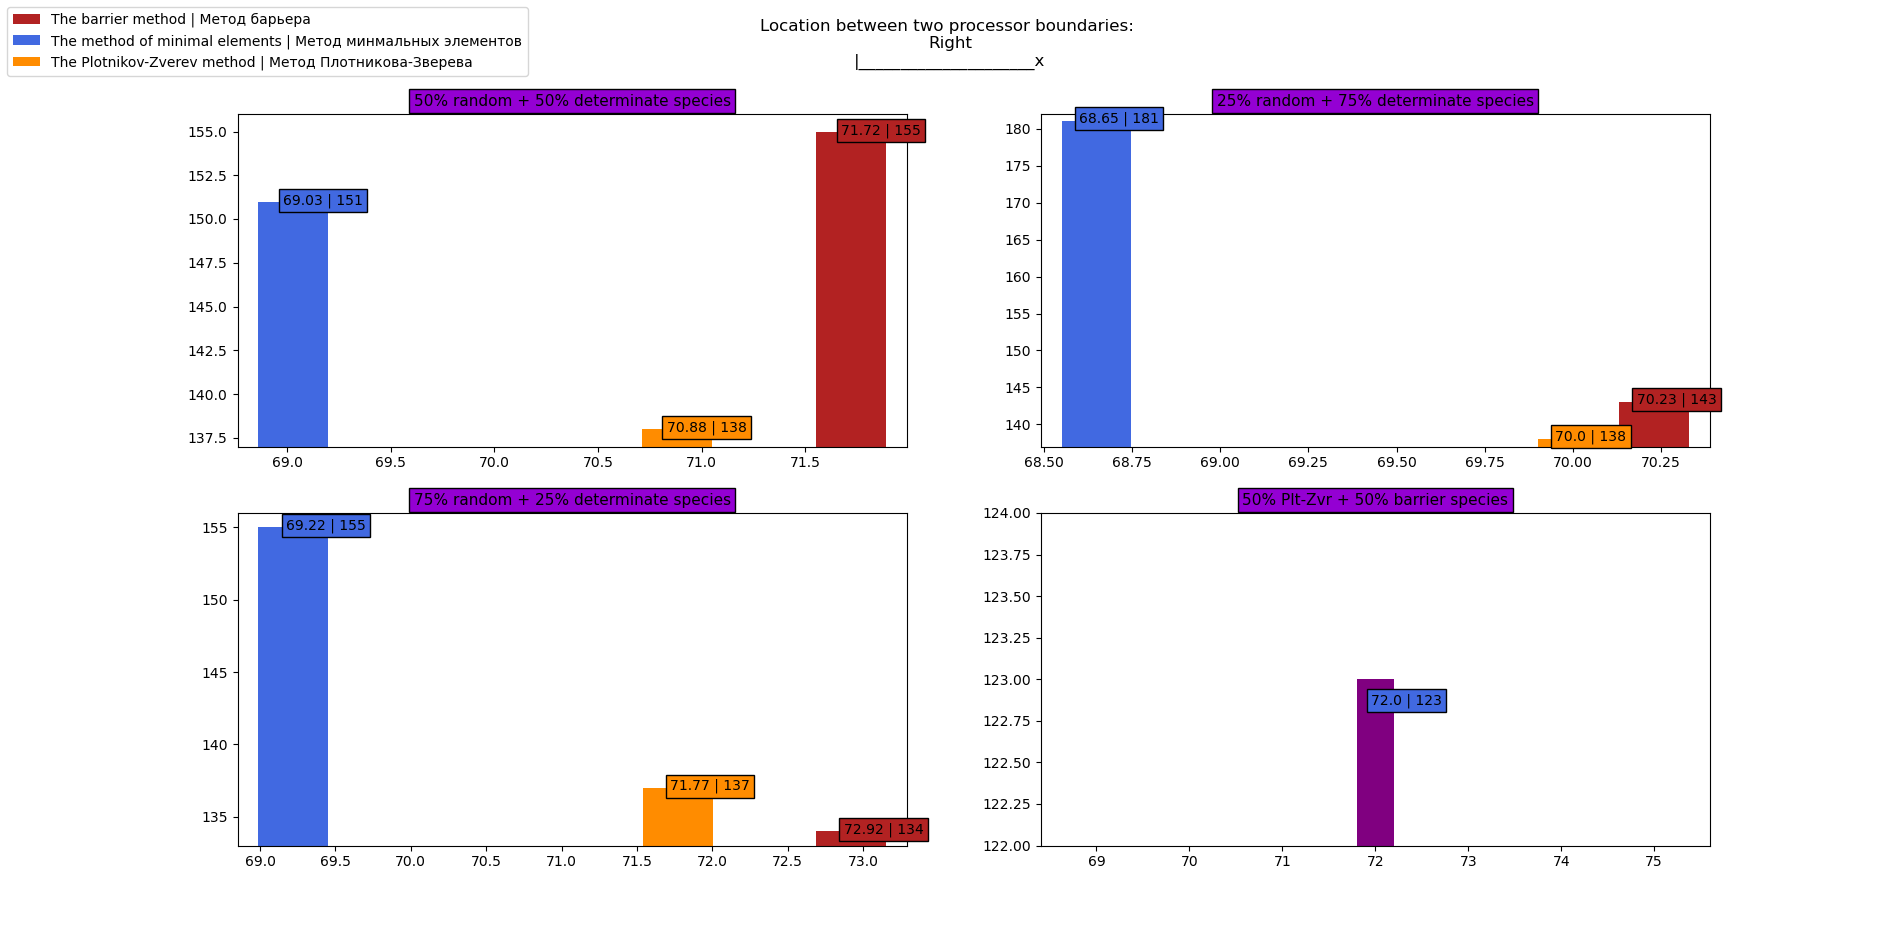 The barrier method | Метод барьера
The method of minimal elements | Метод минмальных элементов
The Plotnikov-Zverev method | Метод Плотникова-Зверева
Location between two processor boundaries:
Right
|______________________x
50% random + 50% determinate species
155.0
152.5
150.0
147.5
145.0
142.5
140.0
137.5
69.03 | 151
70.88 | 138
71.72 | 155
69.0 69.5 70.0 70.5 71.0 71.5
25% random + 75% determinate species
180
175
170
165
160
155
150
145
140
68.65 | 181
70.0 | 138
70.23 | 143
68.50 68.75 69.00 69.25 69.50 69.75 70.00 70.25
75% random + 25% determinate species
155
150
145
140
135
69.22 | 155
71.77 | 137
72.92 | 134
69.0 69.5 70.0 70.5 71.0 71.5 72.0 72.5 73.0
50% Plt-Zvr + 50% barrier species
124.00
123.75
123.50
123.25
123.00
122.75
122.50
122.25
122.00
72.0 | 123
69 70 71 72 73 74 75